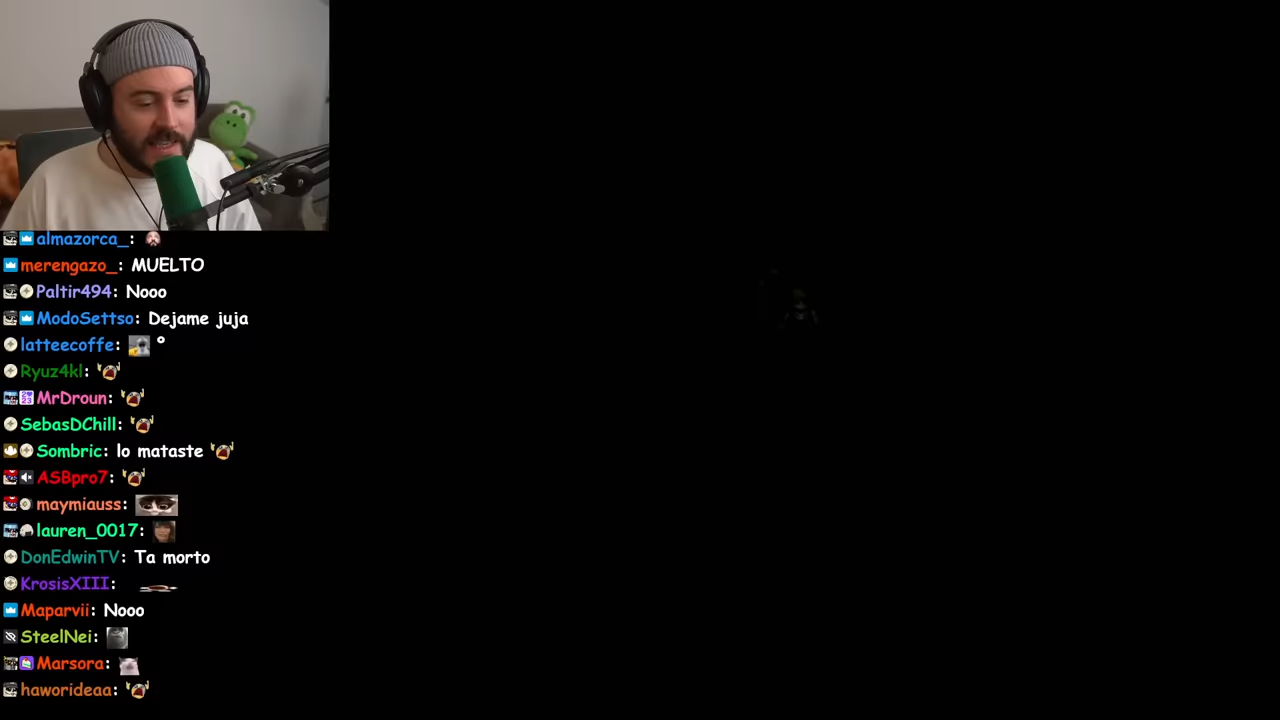 almazorca_:
merengazo_: MUELTO
Paltir494: Nooo
ModoSettso: Dejame juja
latteecoffe: °
Ryuz4kl:
MrDroun:
SebasDChill:
Sombric: lo mataste
ASBpro7:
maymiauss:
lauren_0017:
DonEdwinTV: Ta morto
KrosisXIII:
Maparvii: Nooo
SteelNei:
Marsora:
haworideaa: